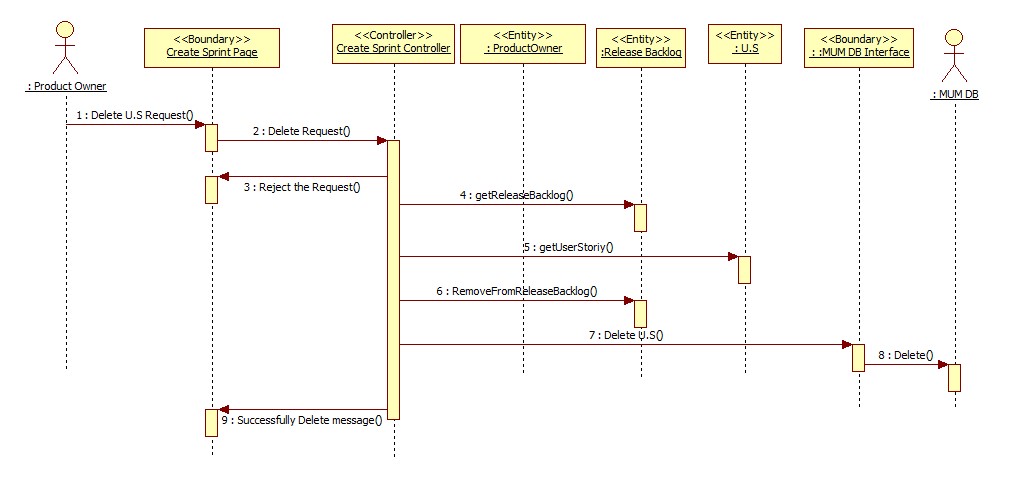 <<Boundary>>
Create Sprint Page
<<Controller>>
Create Sprint Controller
<<Entity>>
: ProductOwner
<<Entity>>
:Release Backlog
<<Entity>>
: U.S
<<Boundary>>
: :MUM DB Interface
: Product Owner
: MUM DB
1 : Delete U.S Request()
2 : Delete Request()
3 : Reject the Request()
4 : getReleaseBacklog()
5 : getUserStoriy()
6 : RemoveFromReleaseBacklog()
7 : Delete U.S()
8 : Delete()
9 : Successfully Delete message()